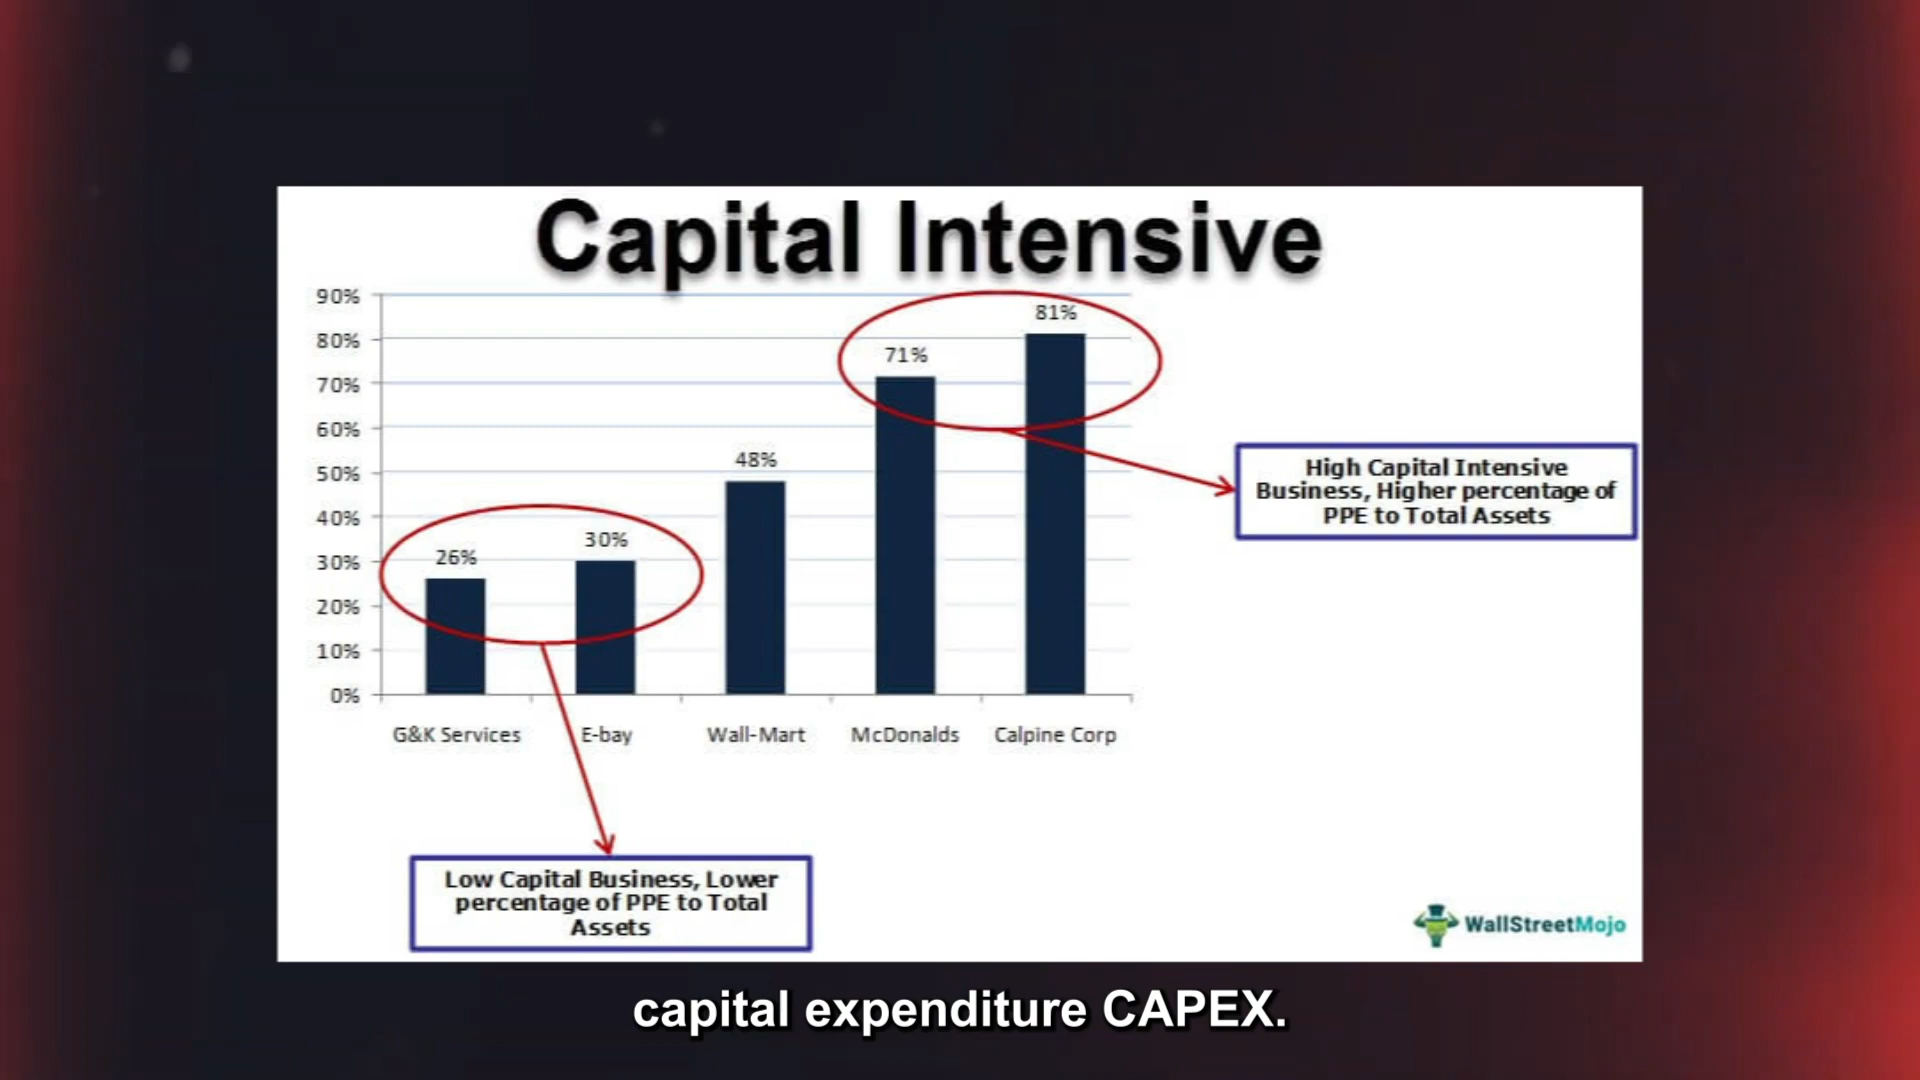 Capital Intensive
90%
80%
70%
60%
50%
40%
30%
20%
10%
0%
26%
30%
48%
71%
81%
G&K Services
E-bay
Wall-Mart
McDonalds
Calpine Corp
High Capital Intensive
Business, Higher percentage of
PPE to Total Assets
Low Capital Business, Lower
percentage of PPE to Total
Assets
WallStreetMojo
capital expenditure CAPEX.